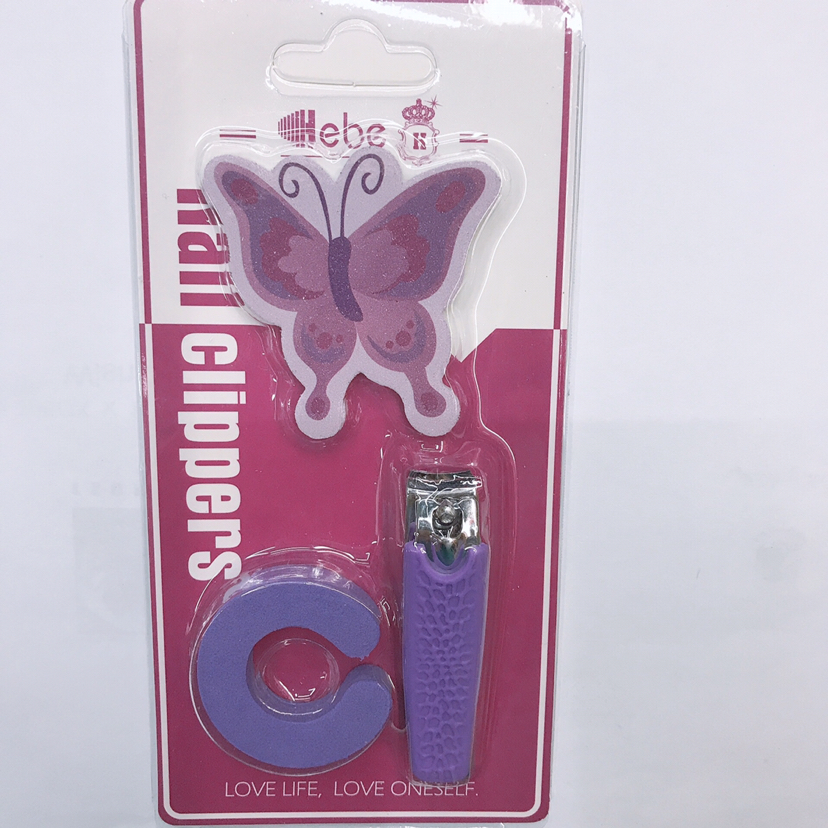 Hebe
K
nail clippers
LOVE LIFE, LOVE ONESELF.